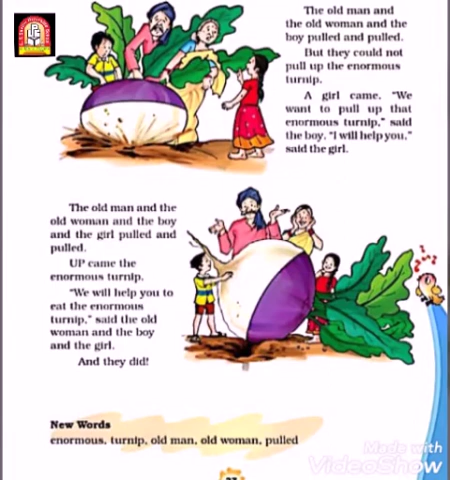 The old man and
the old woman and the
boy pulled and pulled.
But they could not
pull up the enormous
turnip.
A girl came. "We
want to pull up that
enormous turnip," said
the boy. "I will help you,"
said the girl.
The old man and the
old woman and the boy
and the girl pulled and
pulled.
UP came the
enormous turnip.
"We will help you to
eat the enormous
turnip," said the old
woman and the boy
and the girl.
And they did!
New Words
enormous, turnip, old man, old woman, pulled
Made with
VideoShow